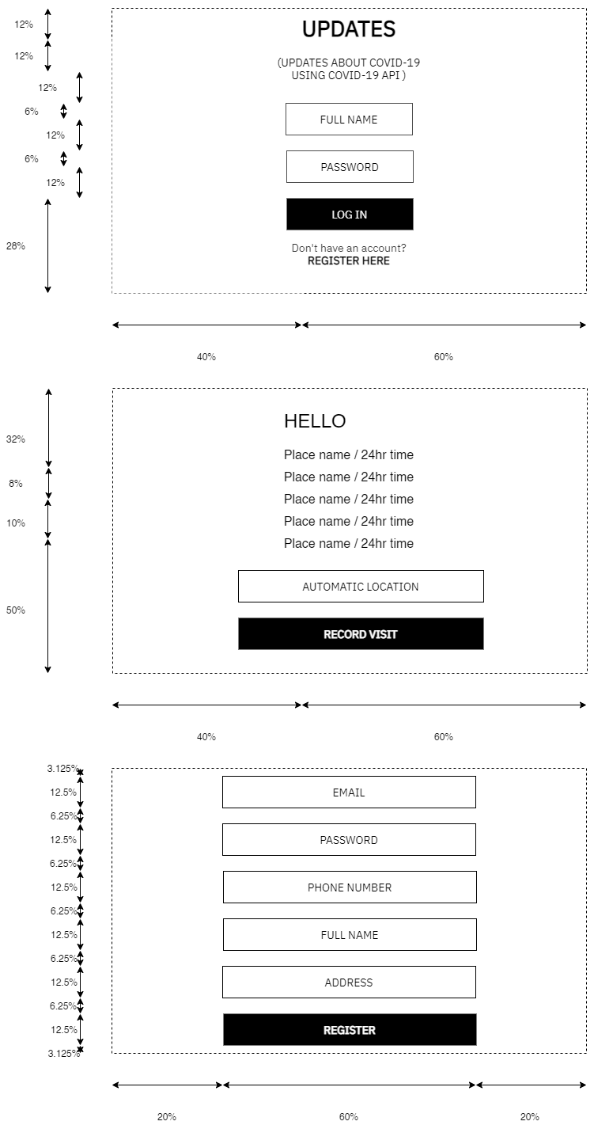 12%
UPDATES
12%
(UPDATES ABOUT COVID-19
USING COVID-19 API )
12%
6%
FULL NAME
12%
6%
PASSWORD
12%
LOG IN
28%
Don't have an account?
REGISTER HERE
40%
60%
HELLO
32%
Place name / 24hr time
8%
Place name / 24hr time
Place name / 24hr time
10%
Place name / 24hr time
Place name / 24hr time
AUTOMATIC LOCATION
50%
RECORD VISIT
40%
60%
3.125%
12.5%
EMAIL
6.25%
12.5%
PASSWORD
6.25%
12.5%
PHONE NUMBER
6.25%
12.5%
FULL NAME
6.25%
12.5%
ADDRESS
6.25%
12.5%
REGISTER
3.125%
20%
60%
20%